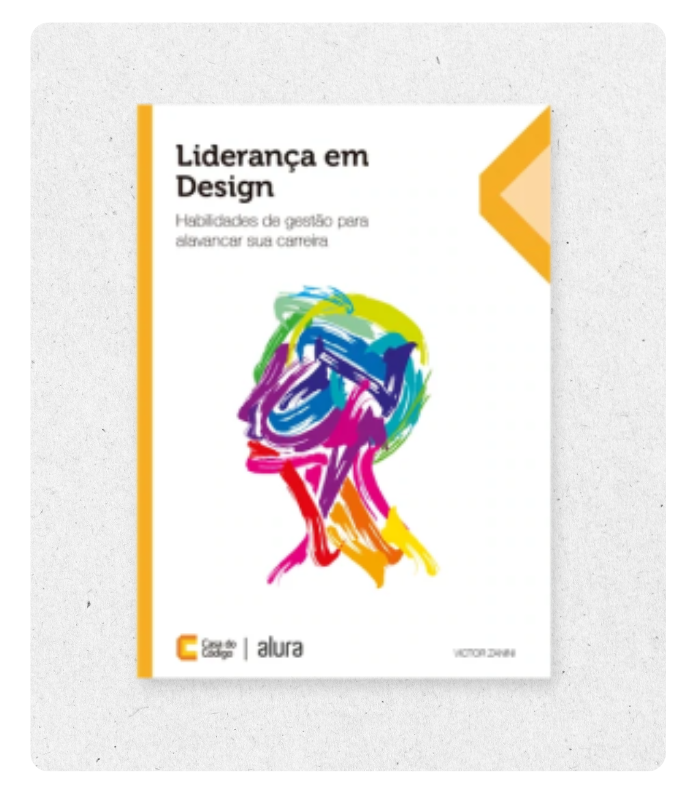 Liderança em
Design
Habilidades de gestão para
alavancar sua carreira
Casa do
Código
alura
VICTOR ZANINI